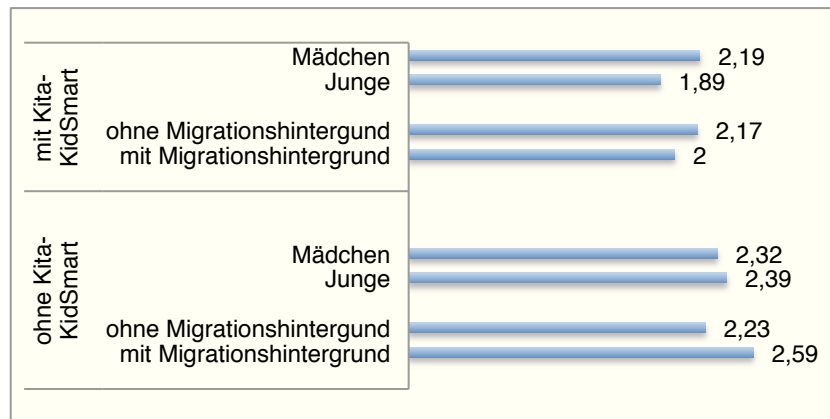 mit Kita-
KidSmart
Mädchen 2,19
Junge 1,89
ohne Migrationshintergund 2,17
mit Migrationshintergrund 2
ohne Kita-
KidSmart
Mädchen 2,32
Junge 2,39
ohne Migrationshintergund 2,23
mit Migrationshintergrund 2,59